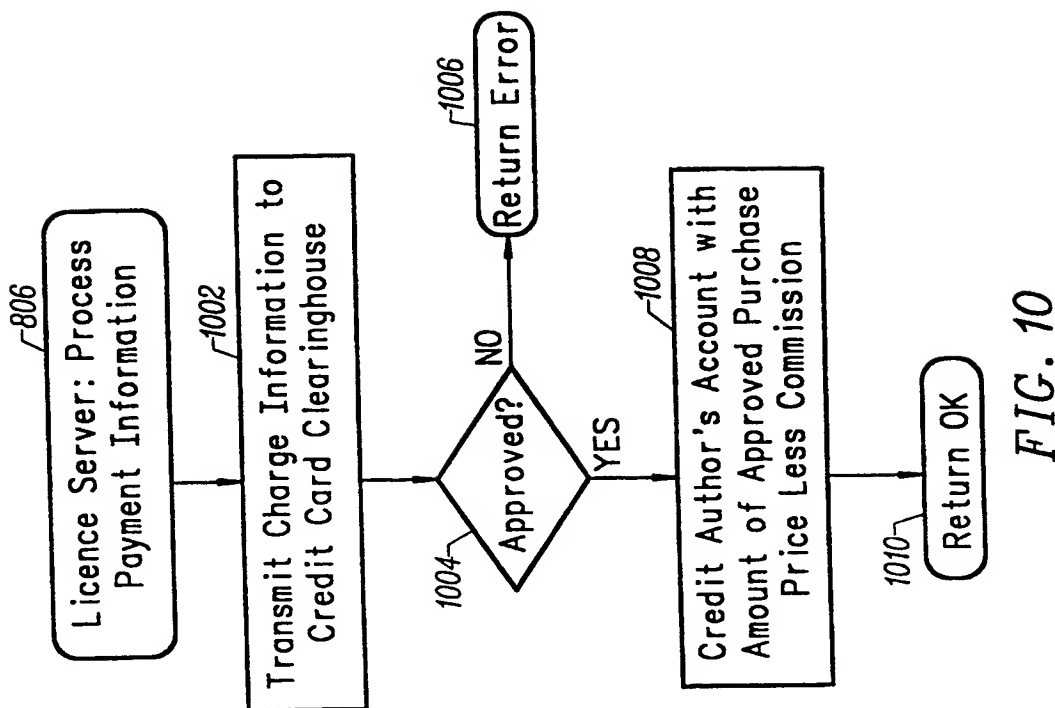 806
Licence Server: Process
Payment Information
1002
Transmit Charge Information to
Credit Card Clearinghouse
1004
Approved?
NO
1006
Return Error
YES
1008
Credit Author's Account with
Amount of Approved Purchase
Price Less Commission
1010
Return OK
FIG. 10